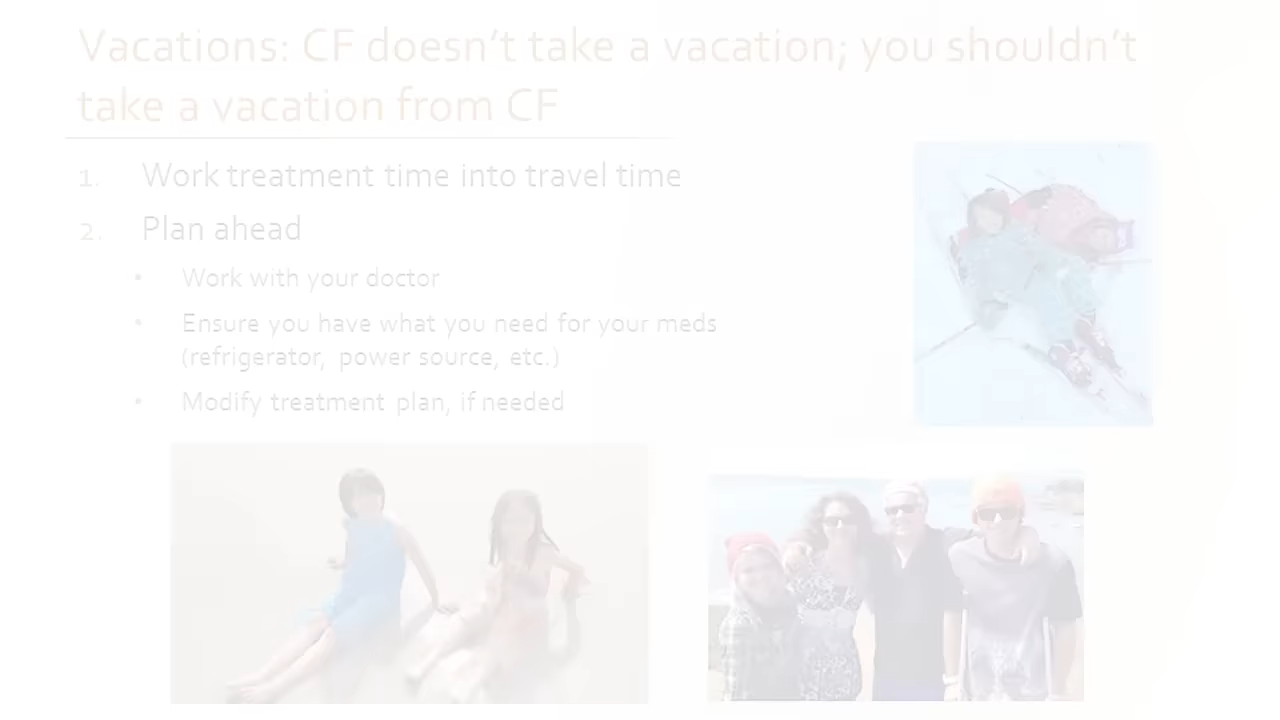 Vacations: CF doesn’t take a vacation; you shouldn’t
take a vacation from CF
1. Work treatment time into travel time
2. Plan ahead
• Work with your doctor
• Ensure you have what you need for your meds
(refrigerator, power source, etc.)
• Modify treatment plan, if needed